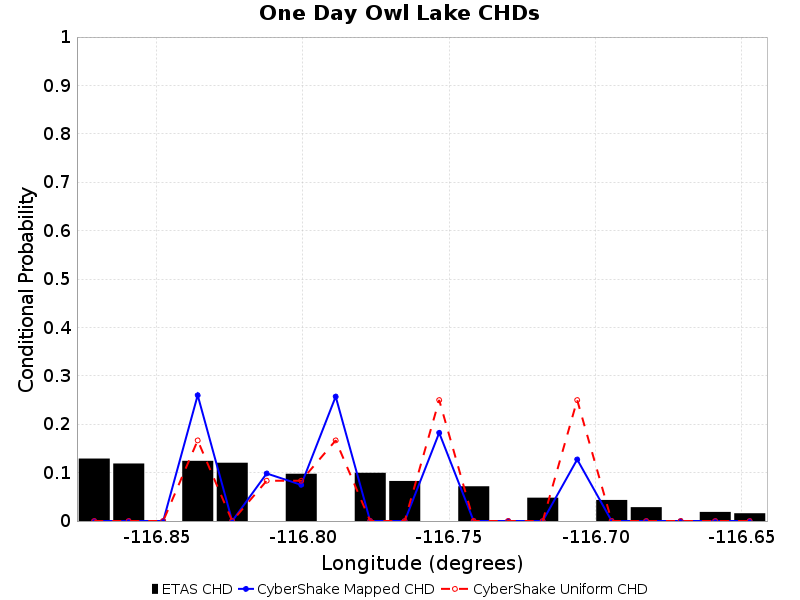 One Day Owl Lake CHDs
Conditional Probability
1
0.9
0.8
0.7
0.6
0.5
0.4
0.3
0.2
0.1
0
-116.85 -116.80 -116.75 -116.70 -116.65
Longitude (degrees)
ETAS CHD CyberShake Mapped CHD CyberShake Uniform CHD